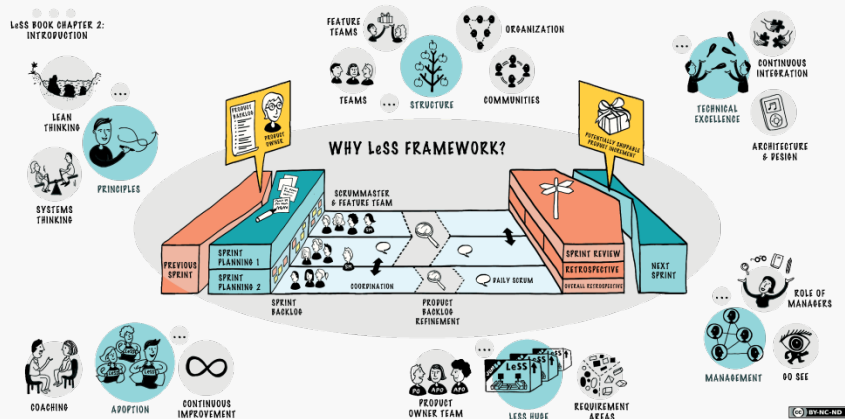 LeSS BOOK CHAPTER 2:
INTRODUCTION
LEAN
THINKING
PRINCIPLES
SYSTEMS
THINKING
FEATURE
TEAMS
ORGANIZATION
TEAMS
STRUCTURE
COMMUNITIES
CONTINUOUS
INTEGRATION
TECHNICAL
EXCELLENCE
ARCHITECTURE
& DESIGN
PRODUCT
BACKLOG
PRODUCT
OWNER
WHY LeSS FRAMEWORK?
POTENTIALLY SHIPPABLE
PRODUCT INCREMENT
SCRUMMASTER
& FEATURE TEAM
PREVIOUS
SPRINT
SPRINT
PLANNING 1
SPRINT
PLANNING 2
SPRINT
BACKLOG
COORDINATION
PRODUCT
BACKLOG
REFINEMENT
DAILY SCRUM
SPRINT REVIEW
RETROSPECTIVE
OVERALL RETROSPECTIVE
NEXT
SPRINT
COACHING
ADOPTION
CONTINUOUS
IMPROVEMENT
PO
APO
APO
PRODUCT
OWNER TEAM
LeSS
LESS HUGE
REQUIREMENT
AREAS
ROLE OF
MANAGERS
MANAGEMENT
GO SEE
cc BY-NC-ND